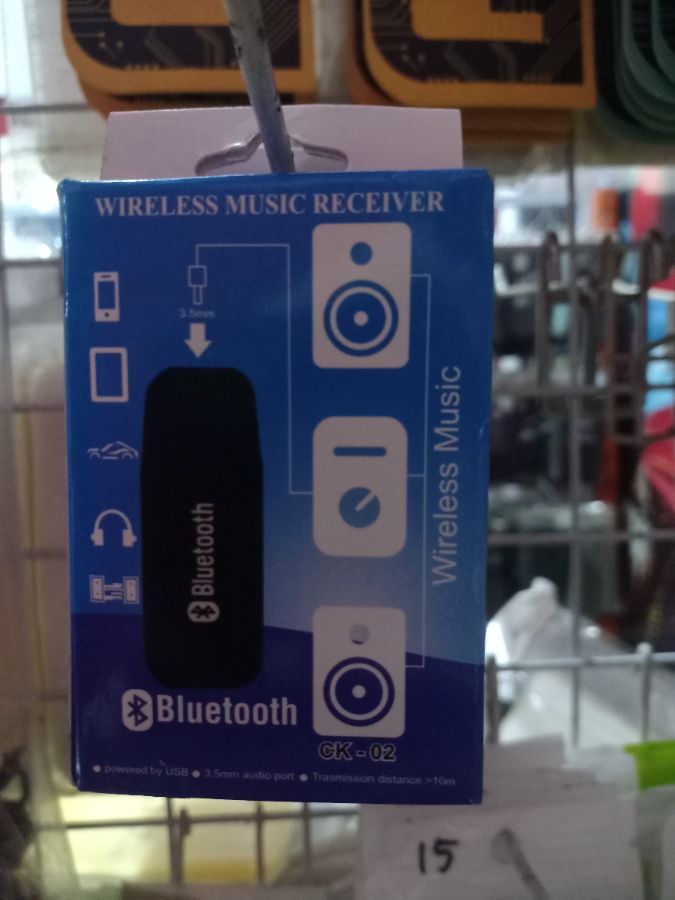 WIRELESS MUSIC RECEIVER
3.5mm
Wireless Music
Bluetooth
Bluetooth
CK - 02
● powered by USB ● 3.5mm audio port ● Trasmission distance >10m
15